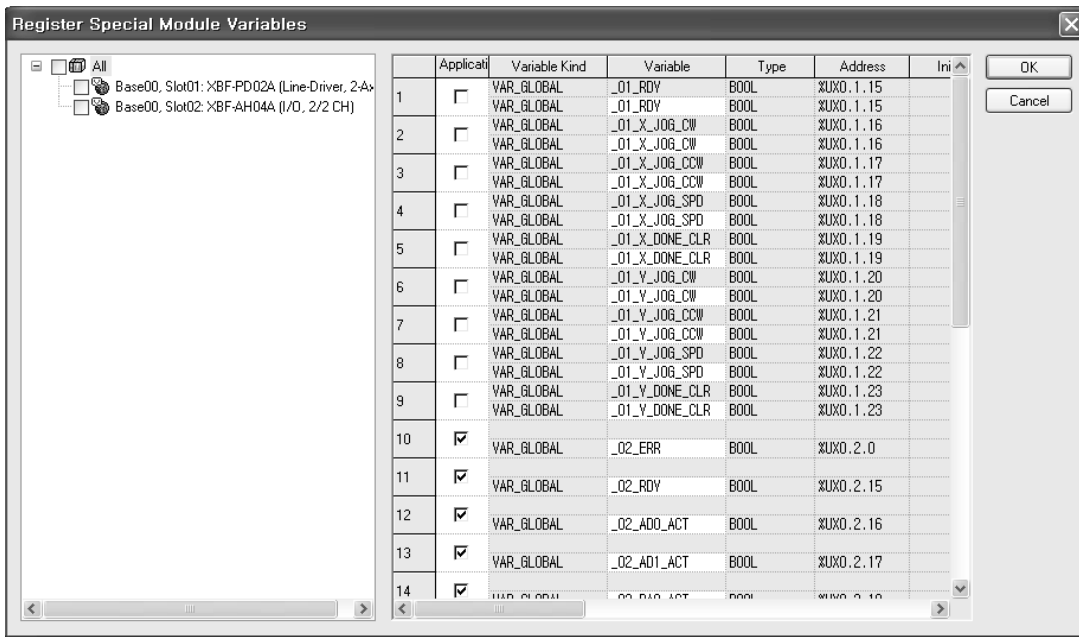 Register Special Module Variables
All
Base00, Slot01: XBF-PD02A (Line-Driver, 2-Ax
Base00, Slot02: XBF-AH04A (I/O, 2/2 CH)
Applicati Variable Kind Variable Type Address Ini
1 VAR_GLOBAL _01_RDY BOOL %UX0.1.15
VAR_GLOBAL _01_RDY BOOL %UX0.1.15
2 VAR_GLOBAL _01_X_JOG_CW BOOL %UX0.1.16
VAR_GLOBAL _01_X_JOG_CW BOOL %UX0.1.16
3 VAR_GLOBAL _01_X_JOG_CCW BOOL %UX0.1.17
VAR_GLOBAL _01_X_JOG_CCW BOOL %UX0.1.17
4 VAR_GLOBAL _01_X_JOG_SPD BOOL %UX0.1.18
VAR_GLOBAL _01_X_JOG_SPD BOOL %UX0.1.18
5 VAR_GLOBAL _01_X_DONE_CLR BOOL %UX0.1.19
VAR_GLOBAL _01_X_DONE_CLR BOOL %UX0.1.19
6 VAR_GLOBAL _01_Y_JOG_CW BOOL %UX0.1.20
VAR_GLOBAL _01_Y_JOG_CW BOOL %UX0.1.20
7 VAR_GLOBAL _01_Y_JOG_CCW BOOL %UX0.1.21
VAR_GLOBAL _01_Y_JOG_CCW BOOL %UX0.1.21
8 VAR_GLOBAL _01_Y_JOG_SPD BOOL %UX0.1.22
VAR_GLOBAL _01_Y_JOG_SPD BOOL %UX0.1.22
9 VAR_GLOBAL _01_Y_DONE_CLR BOOL %UX0.1.23
VAR_GLOBAL _01_Y_DONE_CLR BOOL %UX0.1.23
10 VAR_GLOBAL _02_ERR BOOL %UX0.2.0
11 VAR_GLOBAL _02_RDY BOOL %UX0.2.15
12 VAR_GLOBAL _02_AD0_ACT BOOL %UX0.2.16
13 VAR_GLOBAL _02_AD1_ACT BOOL %UX0.2.17
14
OK
Cancel